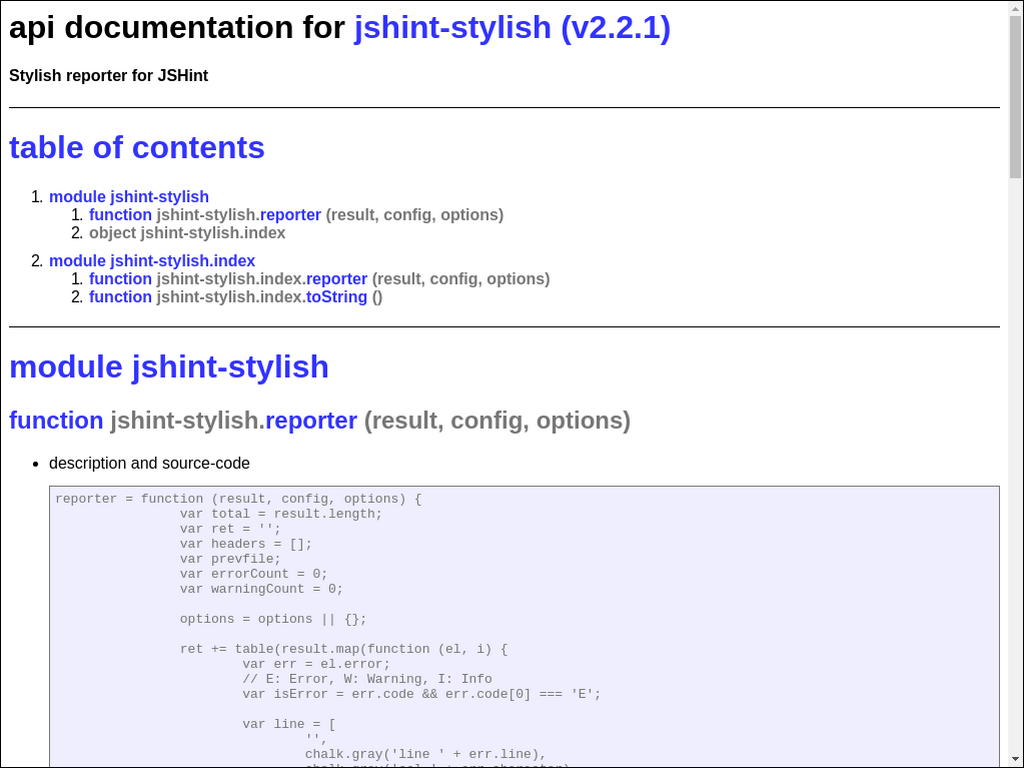 api documentation for jshint-stylish (v2.2.1)
Stylish reporter for JSHint
table of contents
1. module jshint-stylish
1. function jshint-stylish.reporter (result, config, options)
2. object jshint-stylish.index
2. module jshint-stylish.index
1. function jshint-stylish.index.reporter (result, config, options)
2. function jshint-stylish.index.toString ()
module jshint-stylish
function jshint-stylish.reporter (result, config, options)
• description and source-code
reporter = function (result, config, options) {
var total = result.length;
var ret = '';
var headers = [];
var prevfile;
var errorCount = 0;
var warningCount = 0;
options = options || {};
ret += table(result.map(function (el, i) {
var err = el.error;
// E: Error, W: Warning, I: Info
var isError = err.code && err.code[0] === 'E';
var line = [
'',
chalk.gray('line ' + err.line),